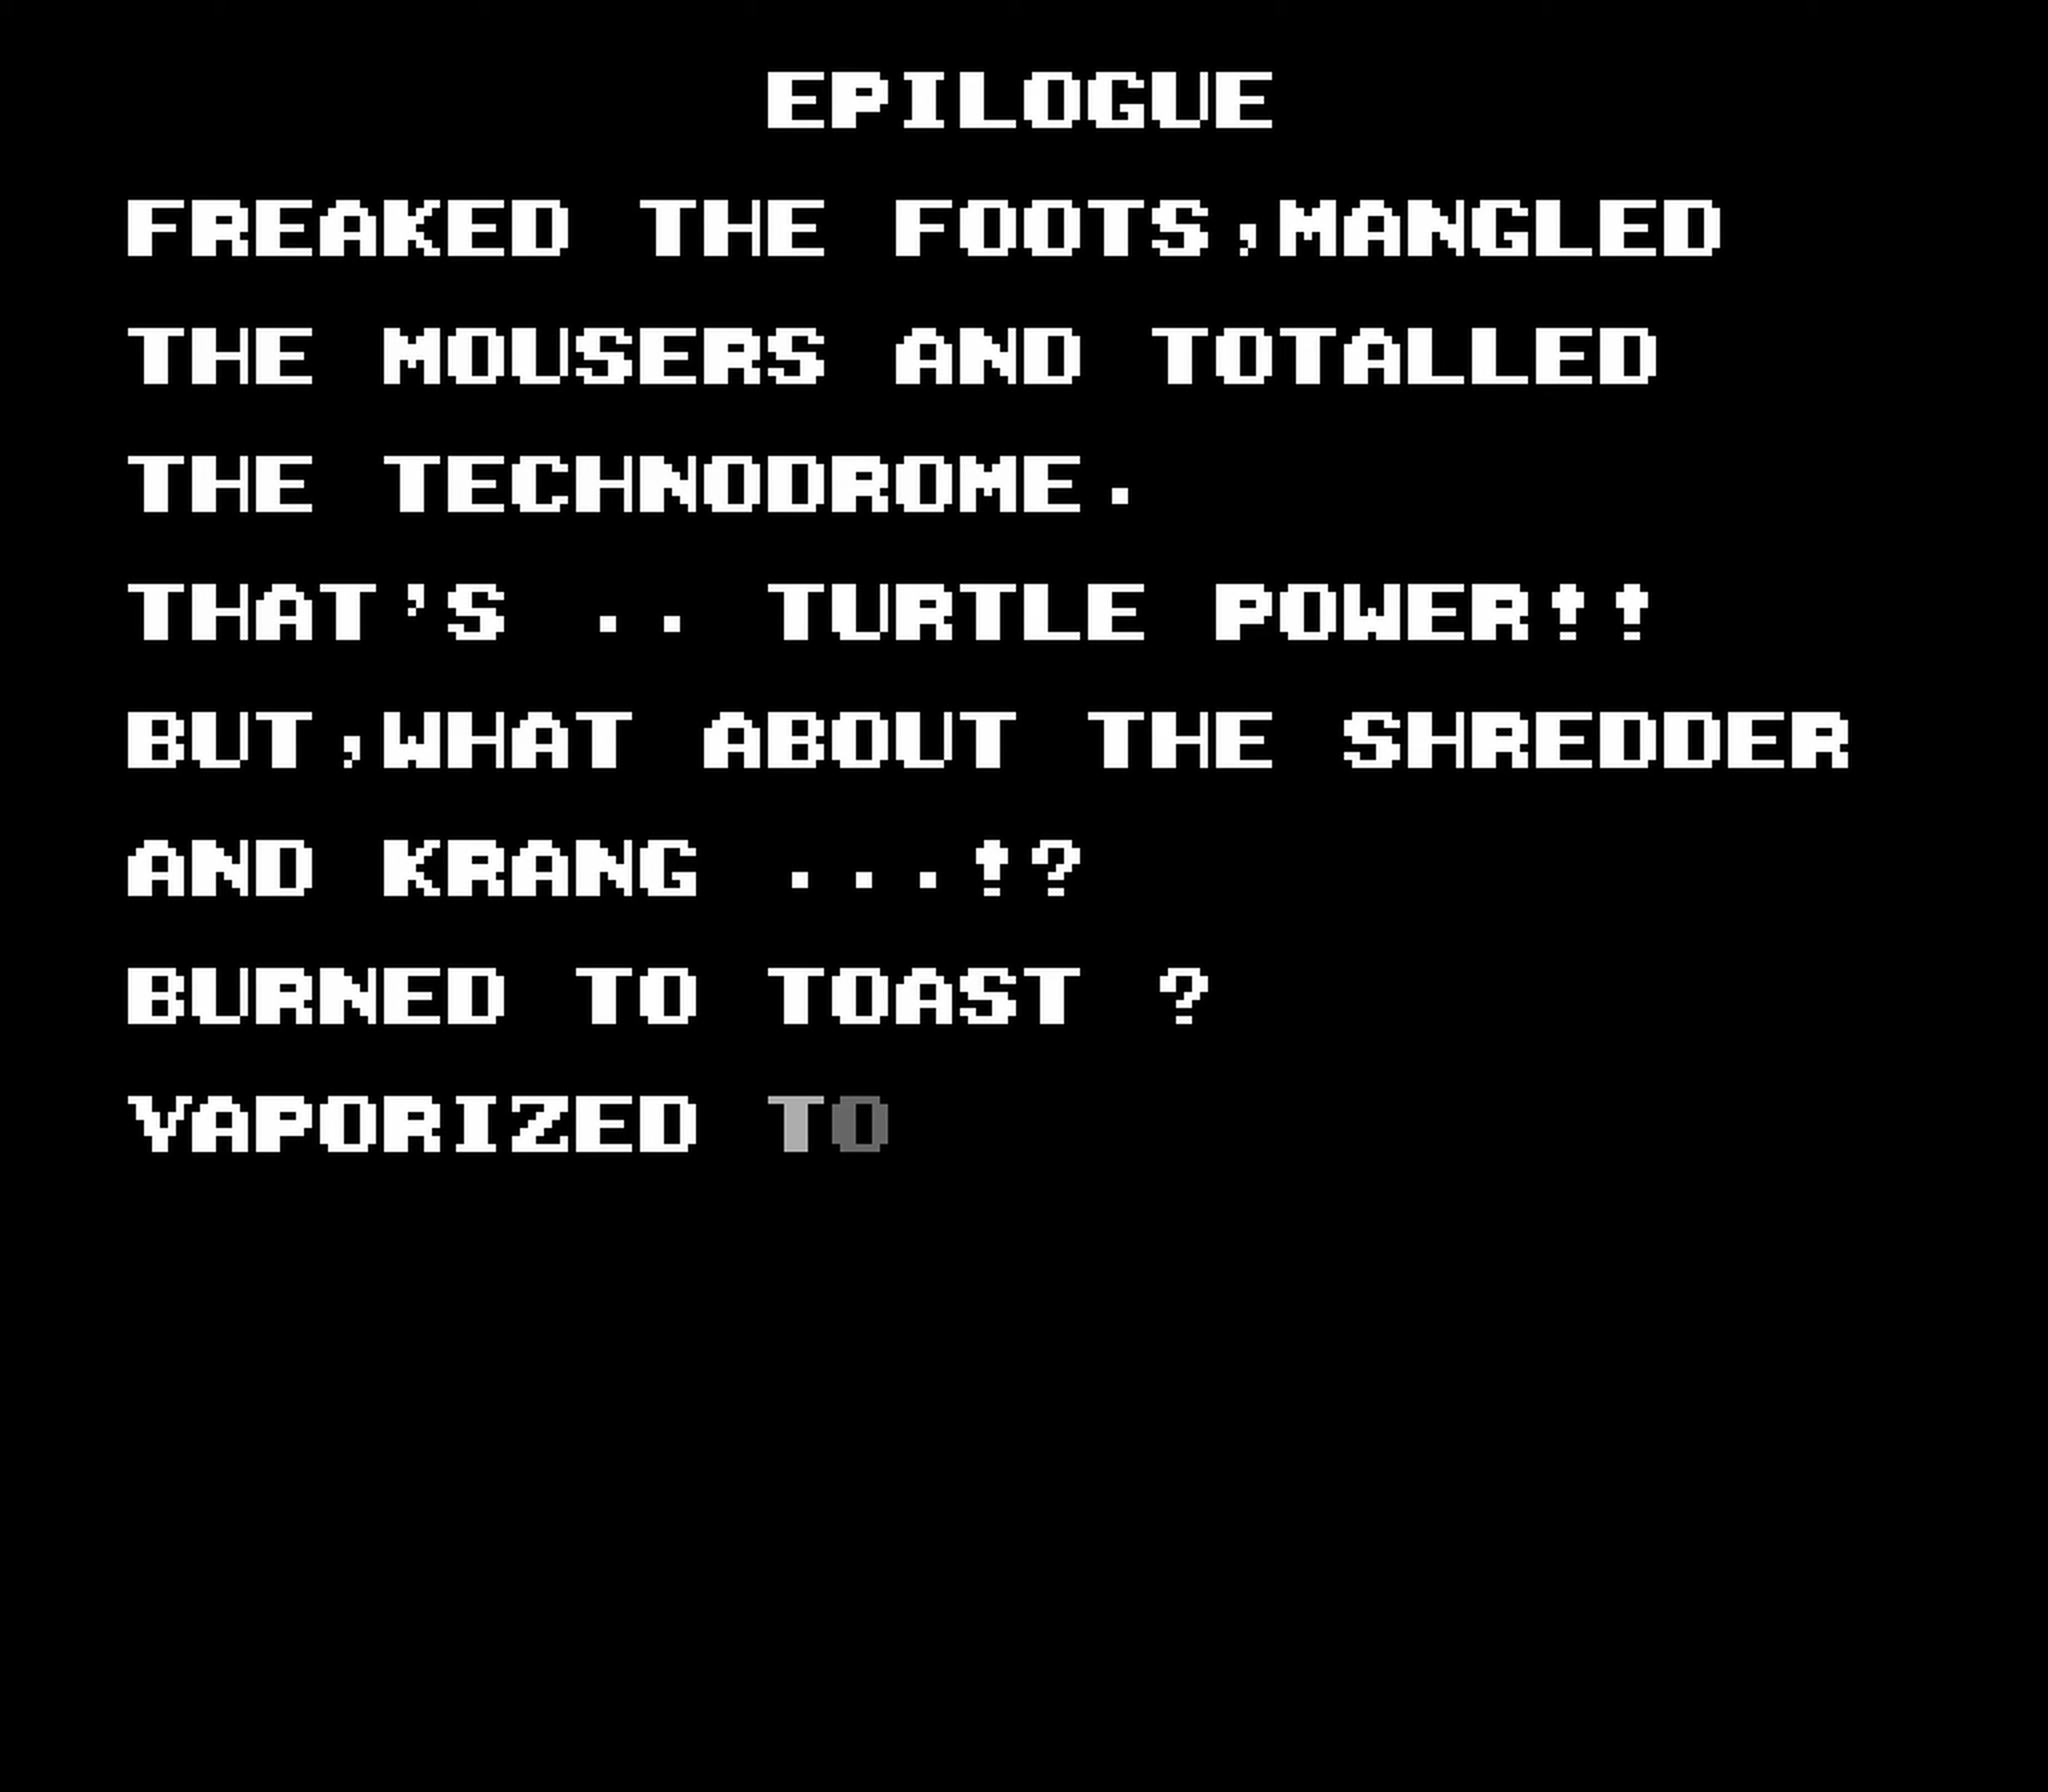 EPILOGUE
FREAKED THE FOOTS,MANGLED
THE MOUSERS AND TOTALLED
THE TECHNODROME.
THAT'S .. TURTLE POWER!!
BUT,WHAT ABOUT THE SHREDDER
AND KRANG ...!?
BURNED TO TOAST ?
VAPORIZED TO